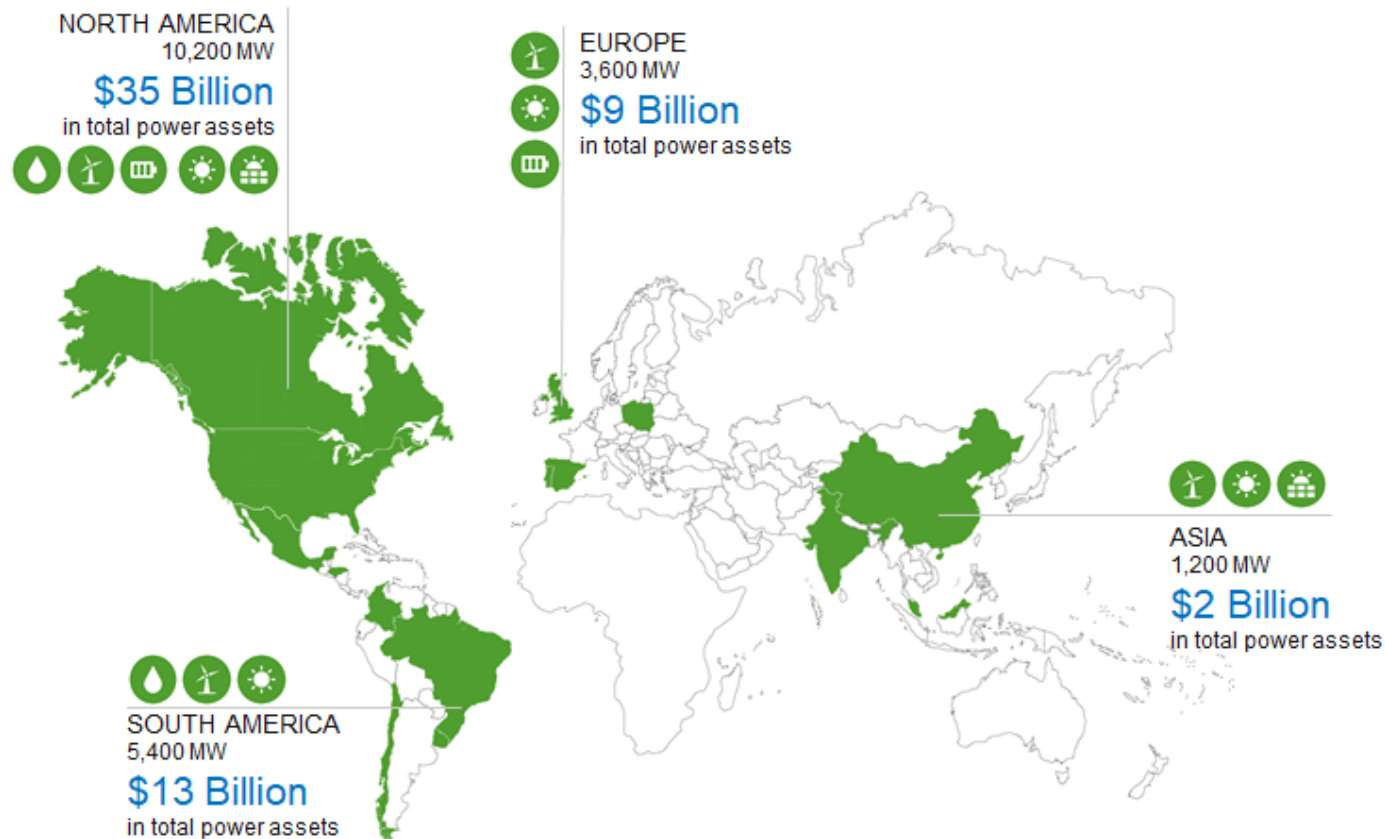 NORTH AMERICA
10,200 MW
$35 Billion
in total power assets
EUROPE
3,600 MW
$9 Billion
in total power assets
ASIA
1,200 MW
$2 Billion
in total power assets
SOUTH AMERICA
5,400 MW
$13 Billion
in total power assets